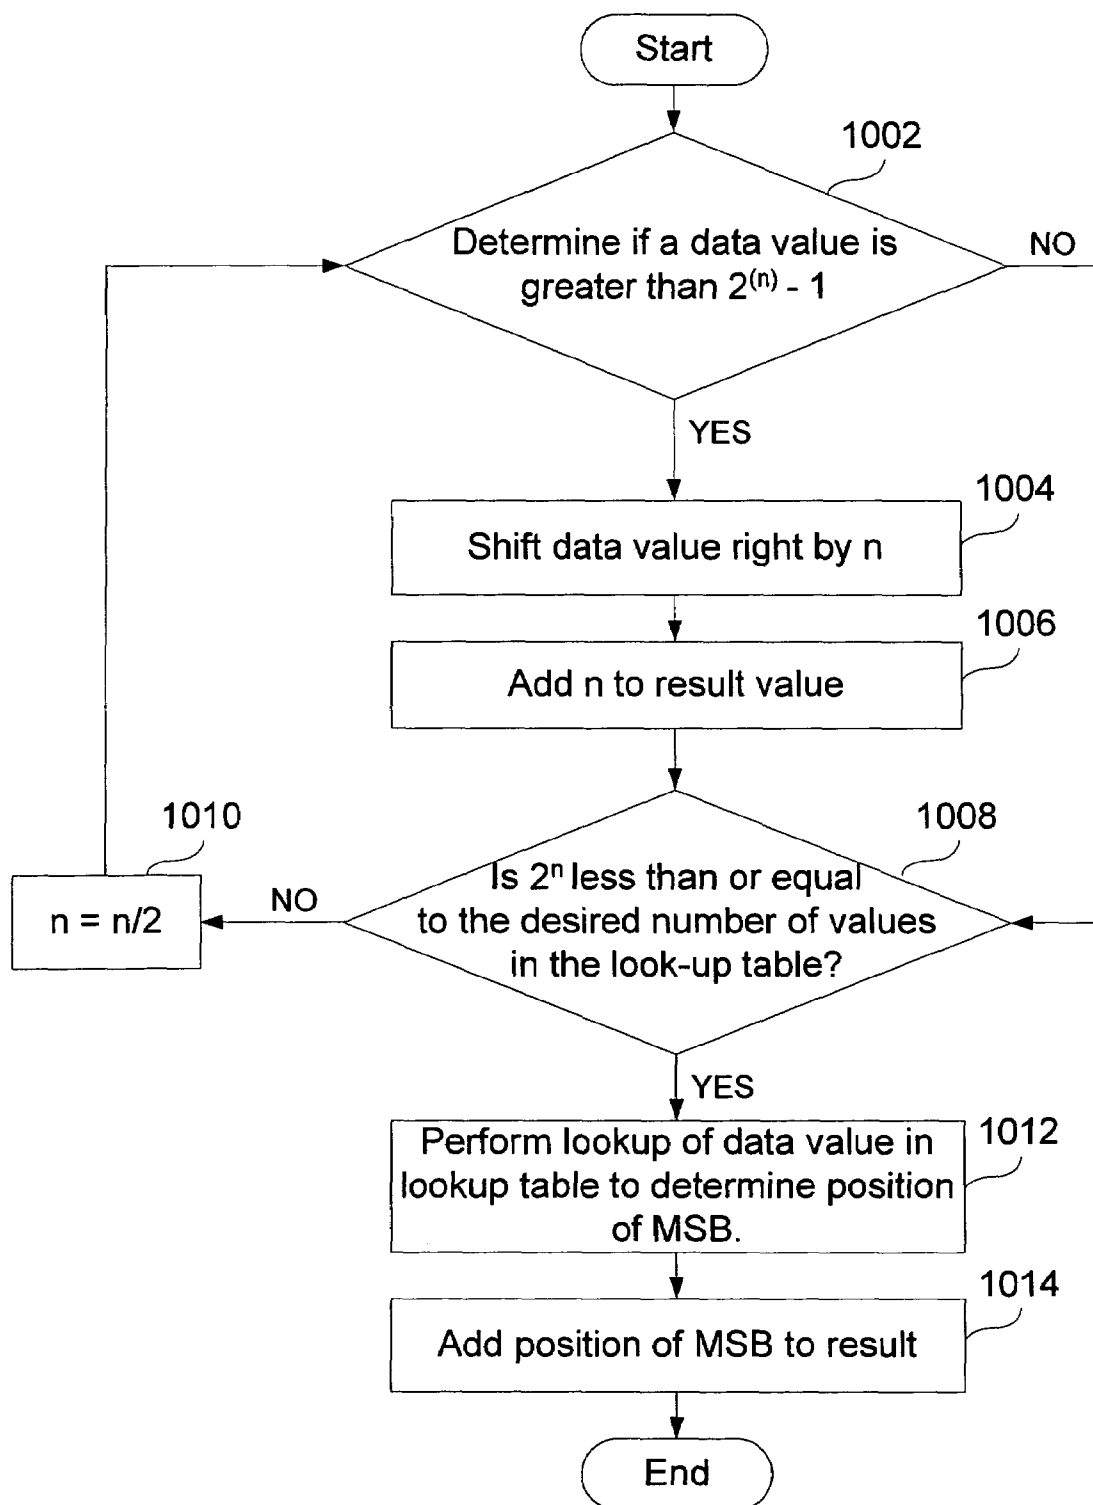 Start
1002
Determine if a data value is
greater than 2^(n) - 1
NO
YES
1004
Shift data value right by n
1006
Add n to result value
1010
n = n/2
NO
1008
Is 2^n less than or equal
to the desired number of values
in the look-up table?
YES
1012
Perform lookup of data value in
lookup table to determine position
of MSB.
1014
Add position of MSB to result
End